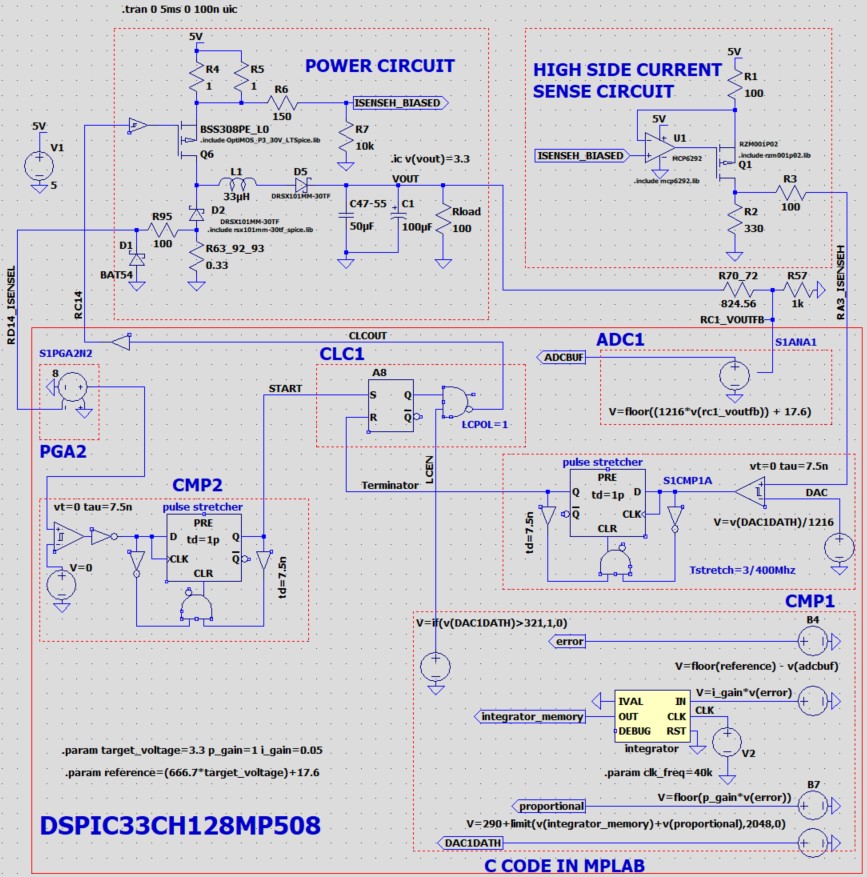 .tran 0 5ms 0 100n uic
5V
R4
1
R5
1
POWER CIRCUIT
R6
150
ISENSEH_BIASED
R7
10k
BSS308PE_L0
.include OptiMOS_P3_30V_LTSpice.lib
Q6
5V
V1
5
.ic v(vout)=3.3
L1
33µH
D5
DRSX101MM-30TF
VOUT
D2
DRSX101MM-30TF
.include rsx101mm-30tf_spice.lib
C47-55
50µF
C1
100µF
Rload
100
R95
100
D1
BAT54
R63_92_93
0.33
RD14_ISENSEL
RC14
HIGH SIDE CURRENT
SENSE CIRCUIT
5V
R1
100
5V
U1
MCP6292
.include mcp6292.lib
ISENSEH_BIASED
RZM001P02
.include rzm001p02.lib
Q1
R3
100
R2
330
R70_72
824.56
R57
1k
RA3_ISENSEH
RC1_VOUTFB
CLCOUT
ADC1
S1ANA1
ADCBUF
V=floor((1216*v(rc1_voutfb)) + 17.6)
S1PGA2N2
8
PGA2
CLC1
A8
START
S
Q
R
Q
LCPOL=1
LCEN
Terminator
CMP2
vt=0 tau=7.5n
pulse stretcher
PRE
D
td=1p
Q
CLK
Q
CLR
V=0
td=7.5n
pulse stretcher
PRE
Q
td=1p
D
Q
CLK
CLR
td=7.5n
S1CMP1A
vt=0 tau=7.5n
DAC
V=v(DAC1DATH)/1216
Tstretch=3/400Mhz
CMP1
V=if(v(DAC1DATH)>321,1,0)
B4
error
V=floor(reference) - v(adcbuf)
IVAL
IN
OUT
CLK
DEBUG
RST
integrator
V=i_gain*v(error)
CLK
integrator_memory
V2
.param clk_freq=40k
B7
V=floor(p_gain*v(error))
proportional
V=290+limit(v(integrator_memory)+v(proportional),2048,0)
DAC1DATH
.param target_voltage=3.3 p_gain=1 i_gain=0.05
.param reference=(666.7*target_voltage)+17.6
DSPIC33CH128MP508
C CODE IN MPLAB